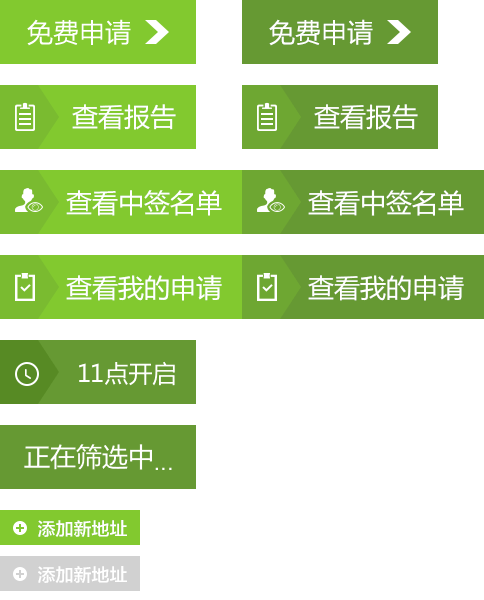 免费申请 免费申请
查看报告 查看报告
查看中签名单 查看中签名单
查看我的申请 查看我的申请
11点开启
正在筛选中...
添加新地址
添加新地址